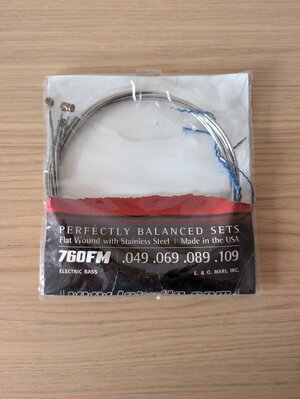 PERFECTLY BALANCED SETS
Flat Wound with Stainless Steel | Made in the USA
760FM | .049 .069 .089 .109
ELECTRIC BASS E. & O. MARI, INC.